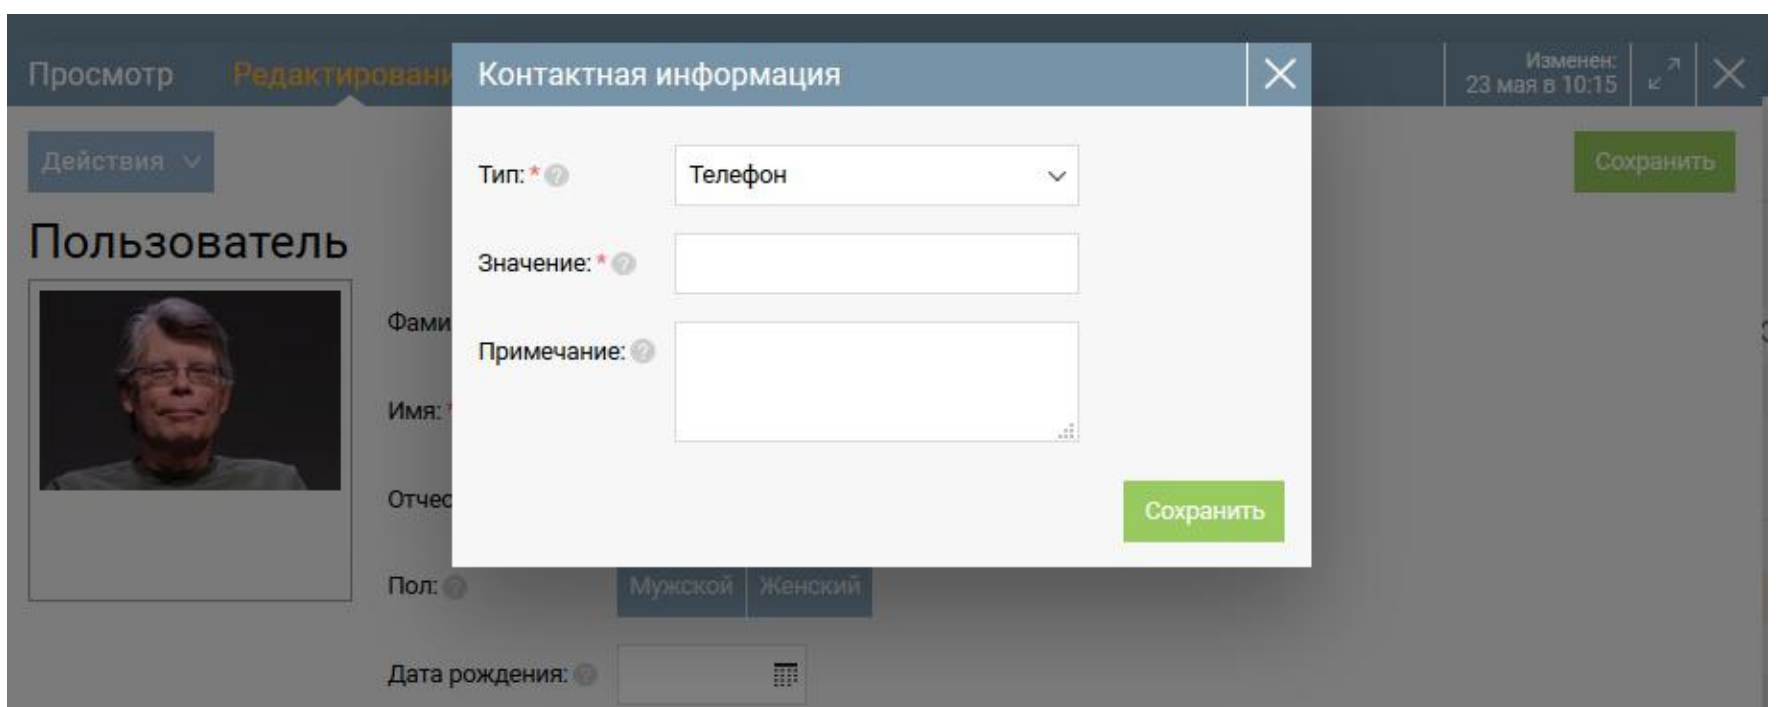 Просмотр
Редактировани
Контактная информация
Изменен:
23 мая в 10:15
Действия
Сохранить
Тип: * ?
Телефон
Значение: * ?
Примечание: ?
Сохранить
Пользователь
Фами
Имя: *
Отчес
Пол: ?
Мужской
Женский
Дата рождения: ?